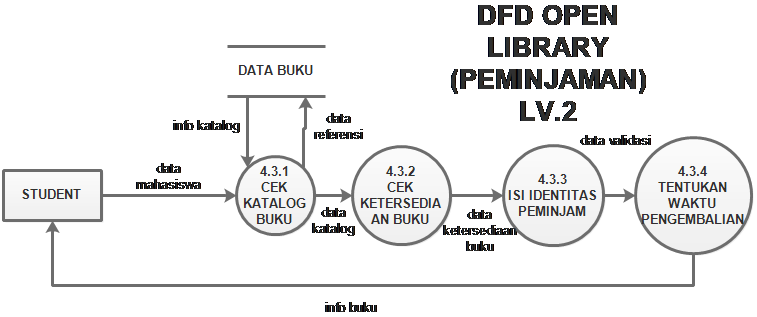 DFD OPEN
LIBRARY
(PEMINJAMAN)
LV.2
DATA BUKU
info katalog
data
referensi
data validasi
STUDENT
data
mahasiswa
4.3.1
CEK
KATALOG
BUKU
data
katalog
4.3.2
CEK
KETERSEDIA
AN BUKU
data
ketersediaan
buku
4.3.3
ISI IDENTITAS
PEMINJAM
4.3.4
TENTUKAN
WAKTU
PENGEMBALIAN
info buku